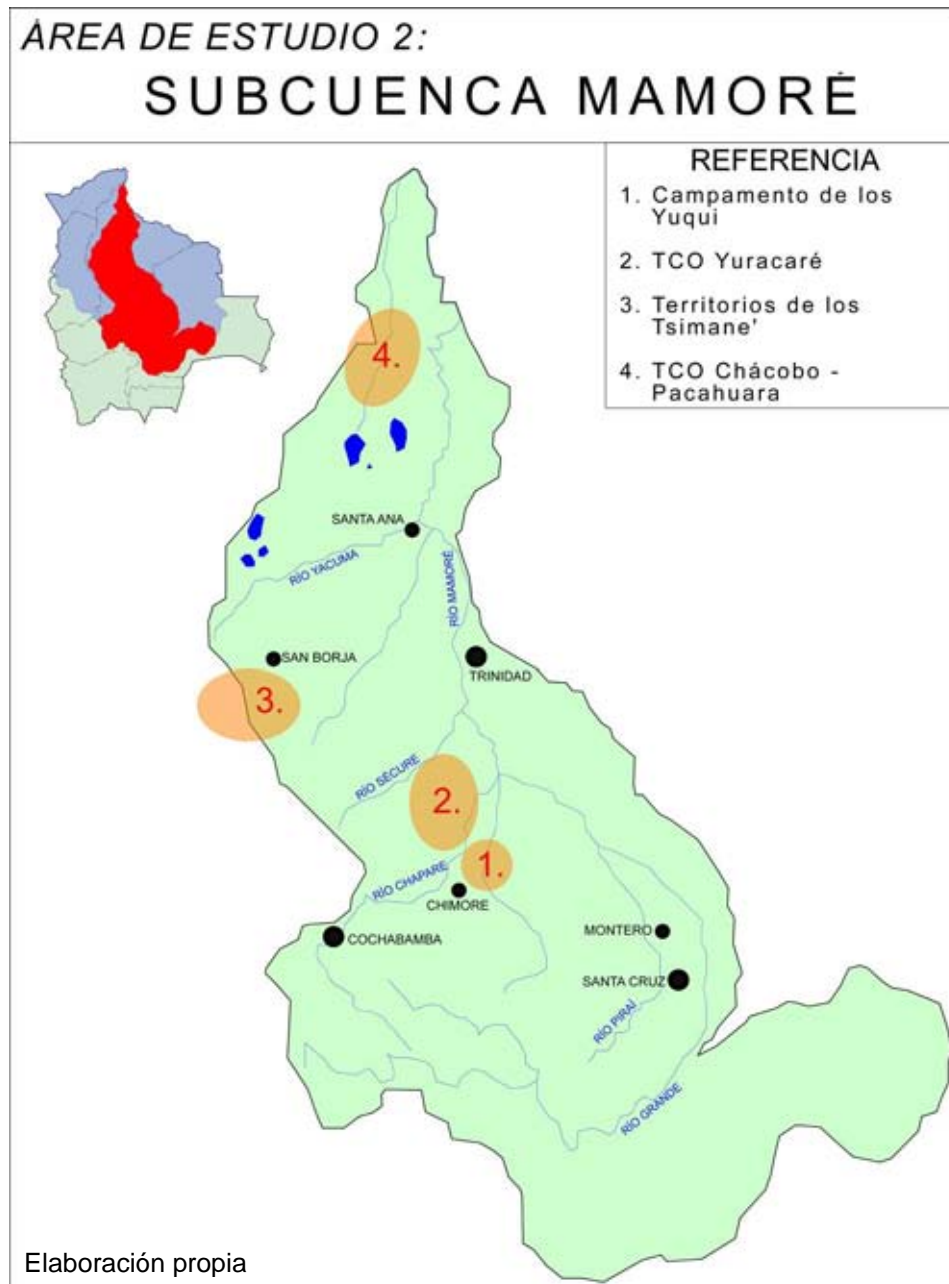 ÁREA DE ESTUDIO 2:
SUBCUENCA MAMORÉ
REFERENCIA
1. Campamento de los
Yuqui
2. TCO Yuracaré
3. Territorios de los
Tsimane'
4. TCO Chácobo -
Pacahuara
4.
SANTA ANA
RÍO YACUMA
RÍO MAMORÉ
SAN BORJA
TRINIDAD
3.
RÍO SÉCURE
2.
1.
RÍO CHAPARE
CHIMORE
COCHABAMBA
MONTERO
SANTA CRUZ
RÍO PIRAÍ
RÍO GRANDE
Elaboración propia